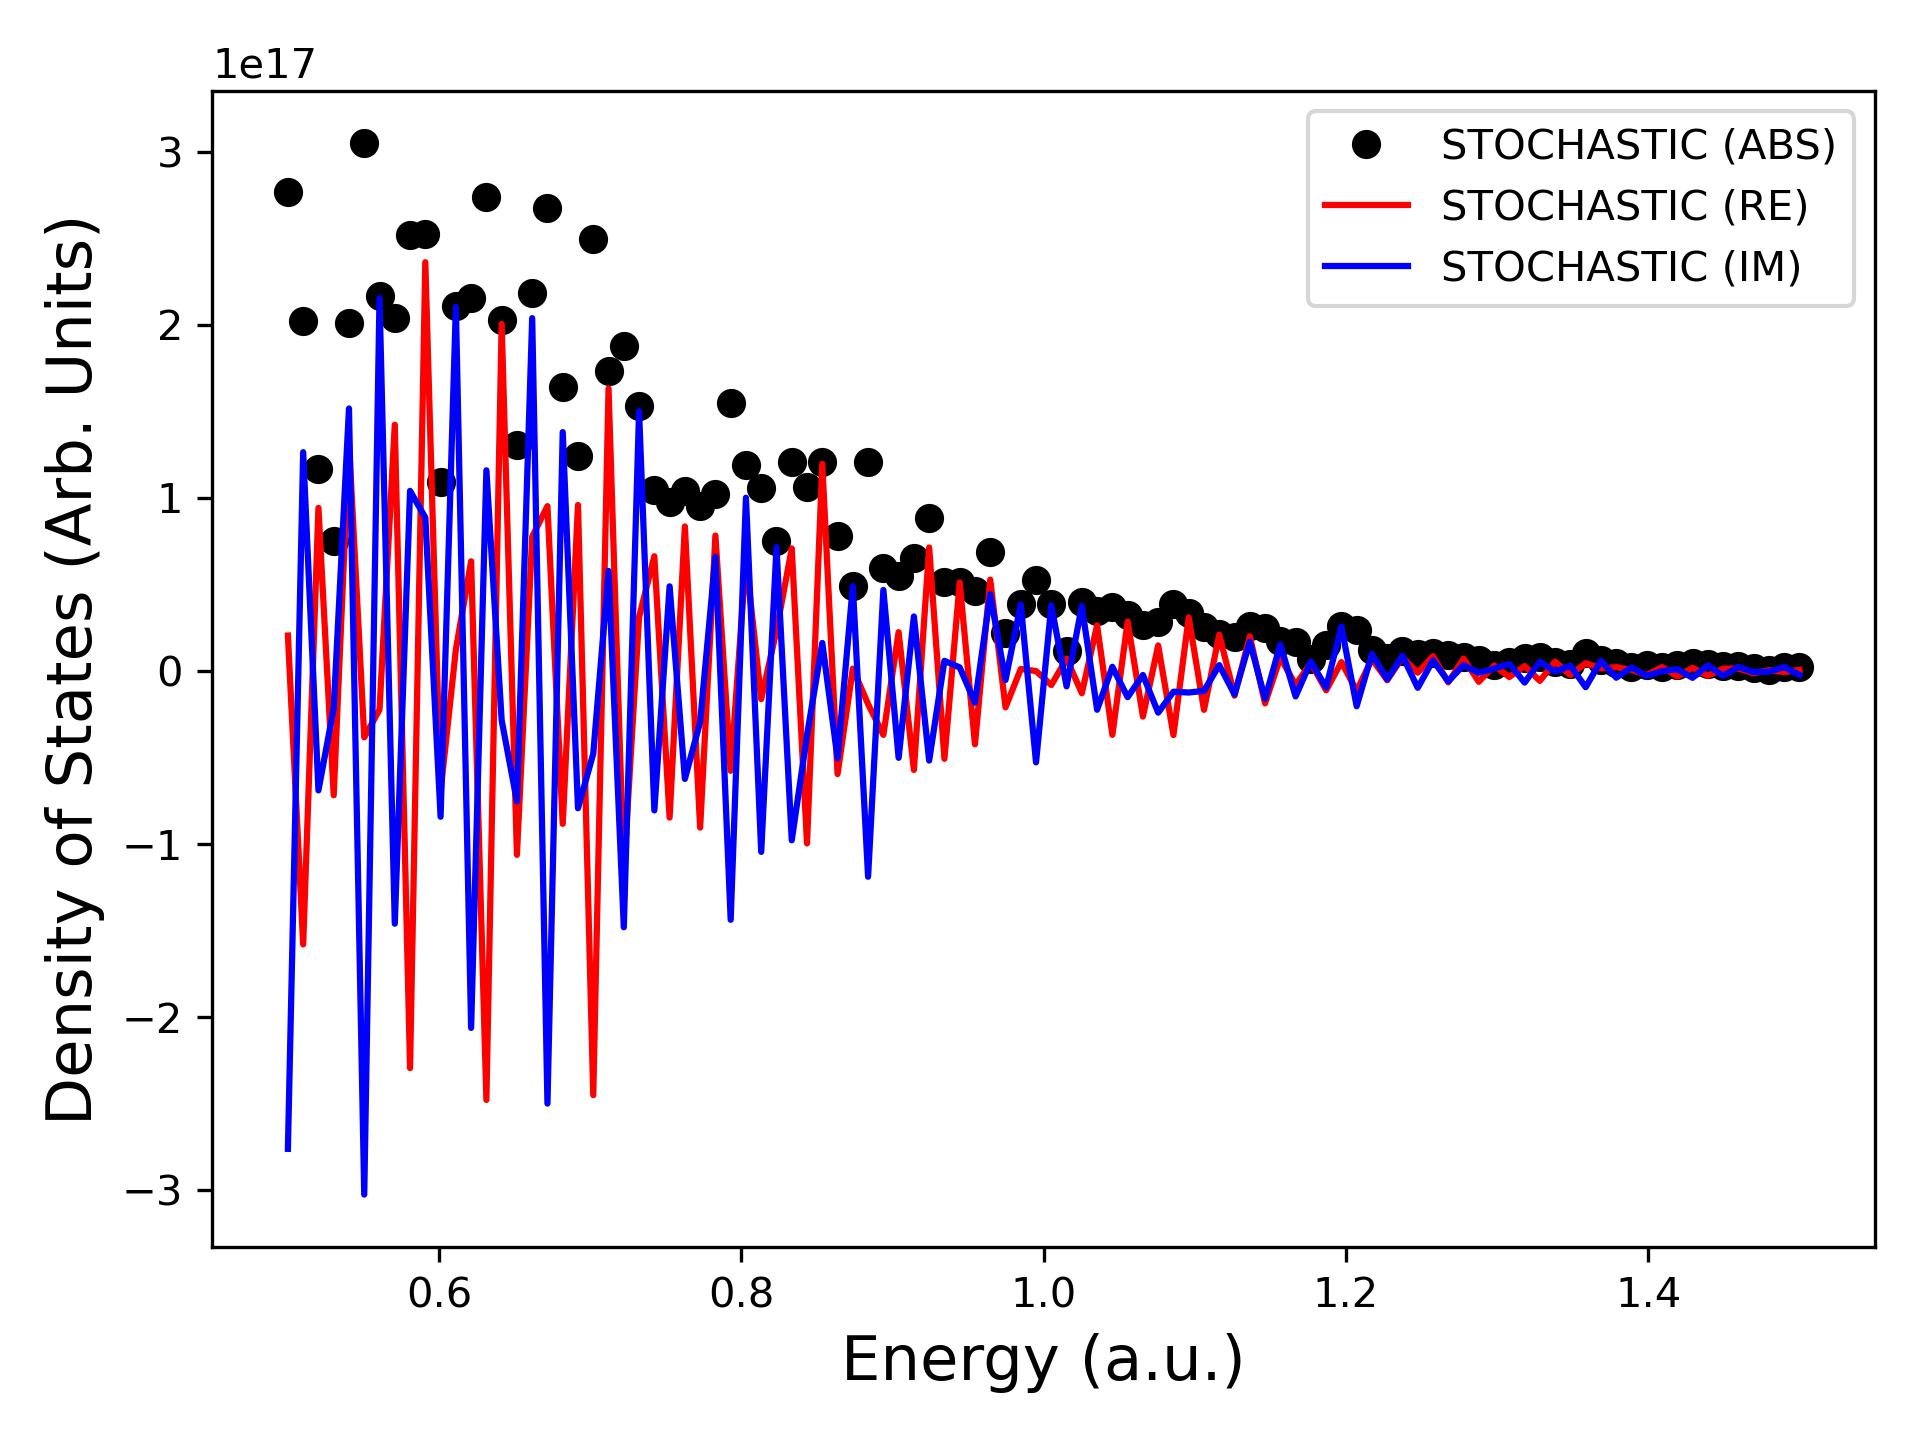 1e17
3
2
1
0
−1
−2
−3
Density of States (Arb. Units)
STOCHASTIC (ABS)
STOCHASTIC (RE)
STOCHASTIC (IM)
0.6 0.8 1.0 1.2 1.4
Energy (a.u.)